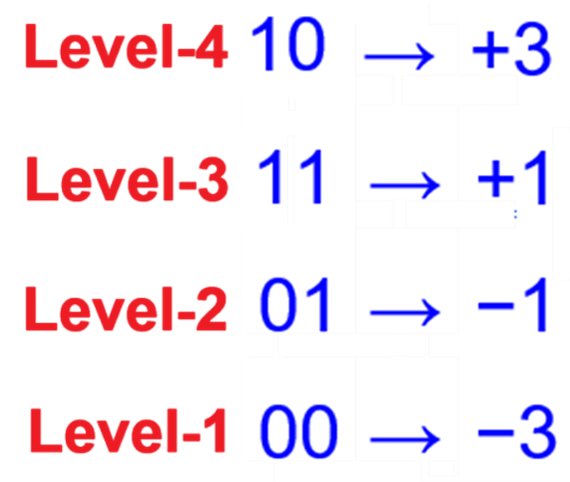 Level-4 10 → +3
Level-3 11 → +1
Level-2 01 → −1
Level-1 00 → −3